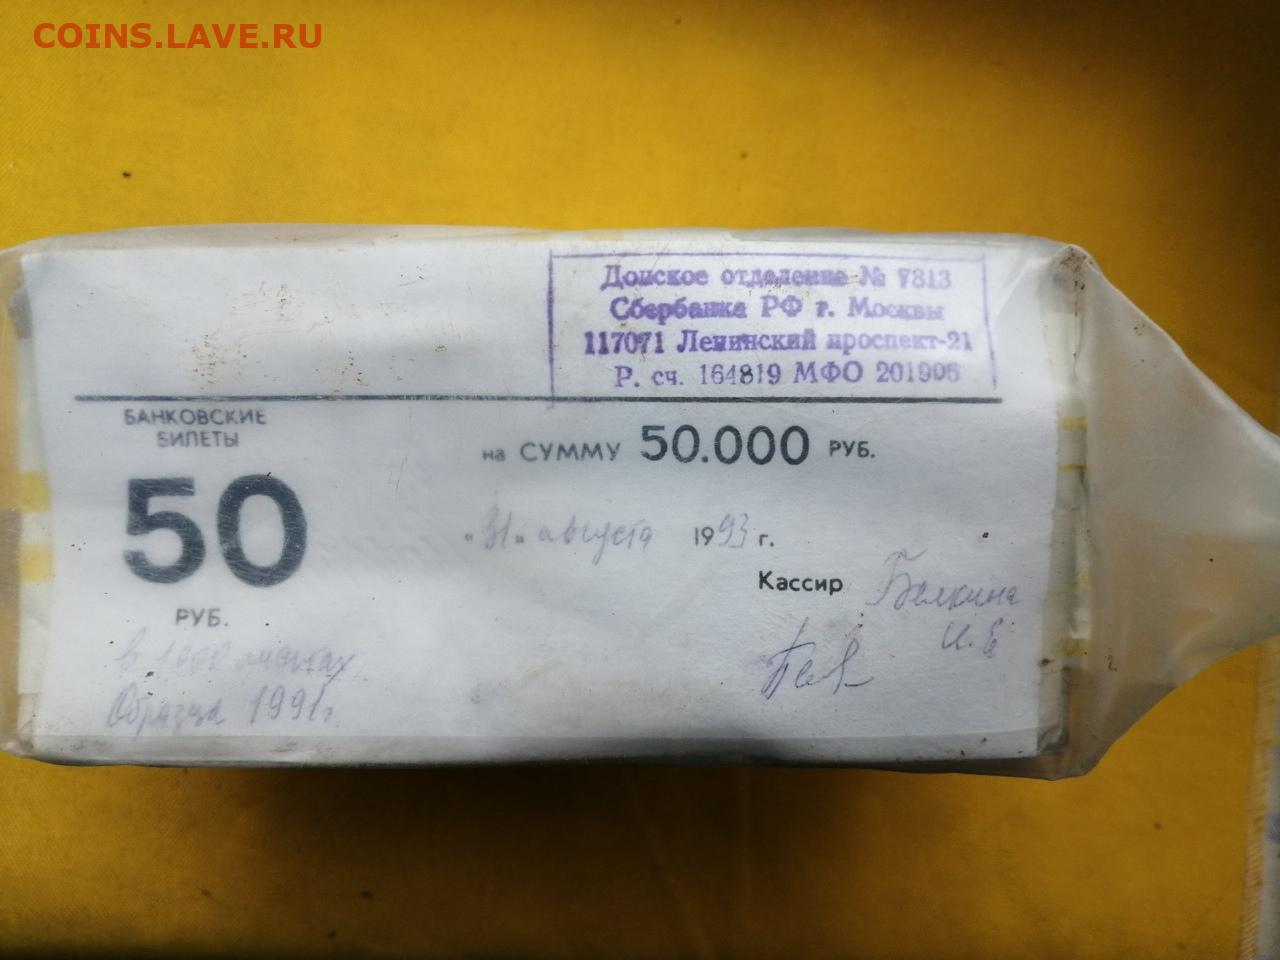 COINS.LAVE.RU
Донское отделение № 7813
Сбербанка РФ г. Москвы
117071 Ленинский проспект-21
Р. сч. 164819 МФО 201906
БАНКОВСКИЕ
БИЛЕТЫ
50
РУБ.
на СУММУ 50.000 РУБ.
"31" августа 1993 г.
Кассир Белкина
И.Е
в 1000 листах
Образца 1991г